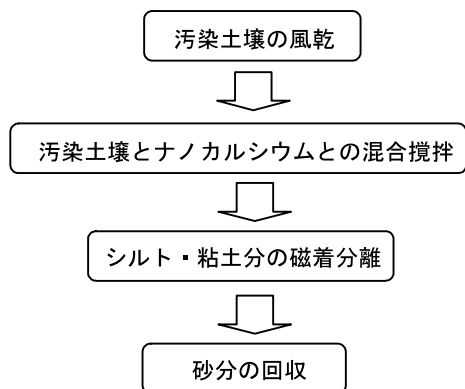 汚染土壌の風乾
汚染土壌とナノカルシウムとの混合撹拌
シルト・粘土分の磁着分離
砂分の回収